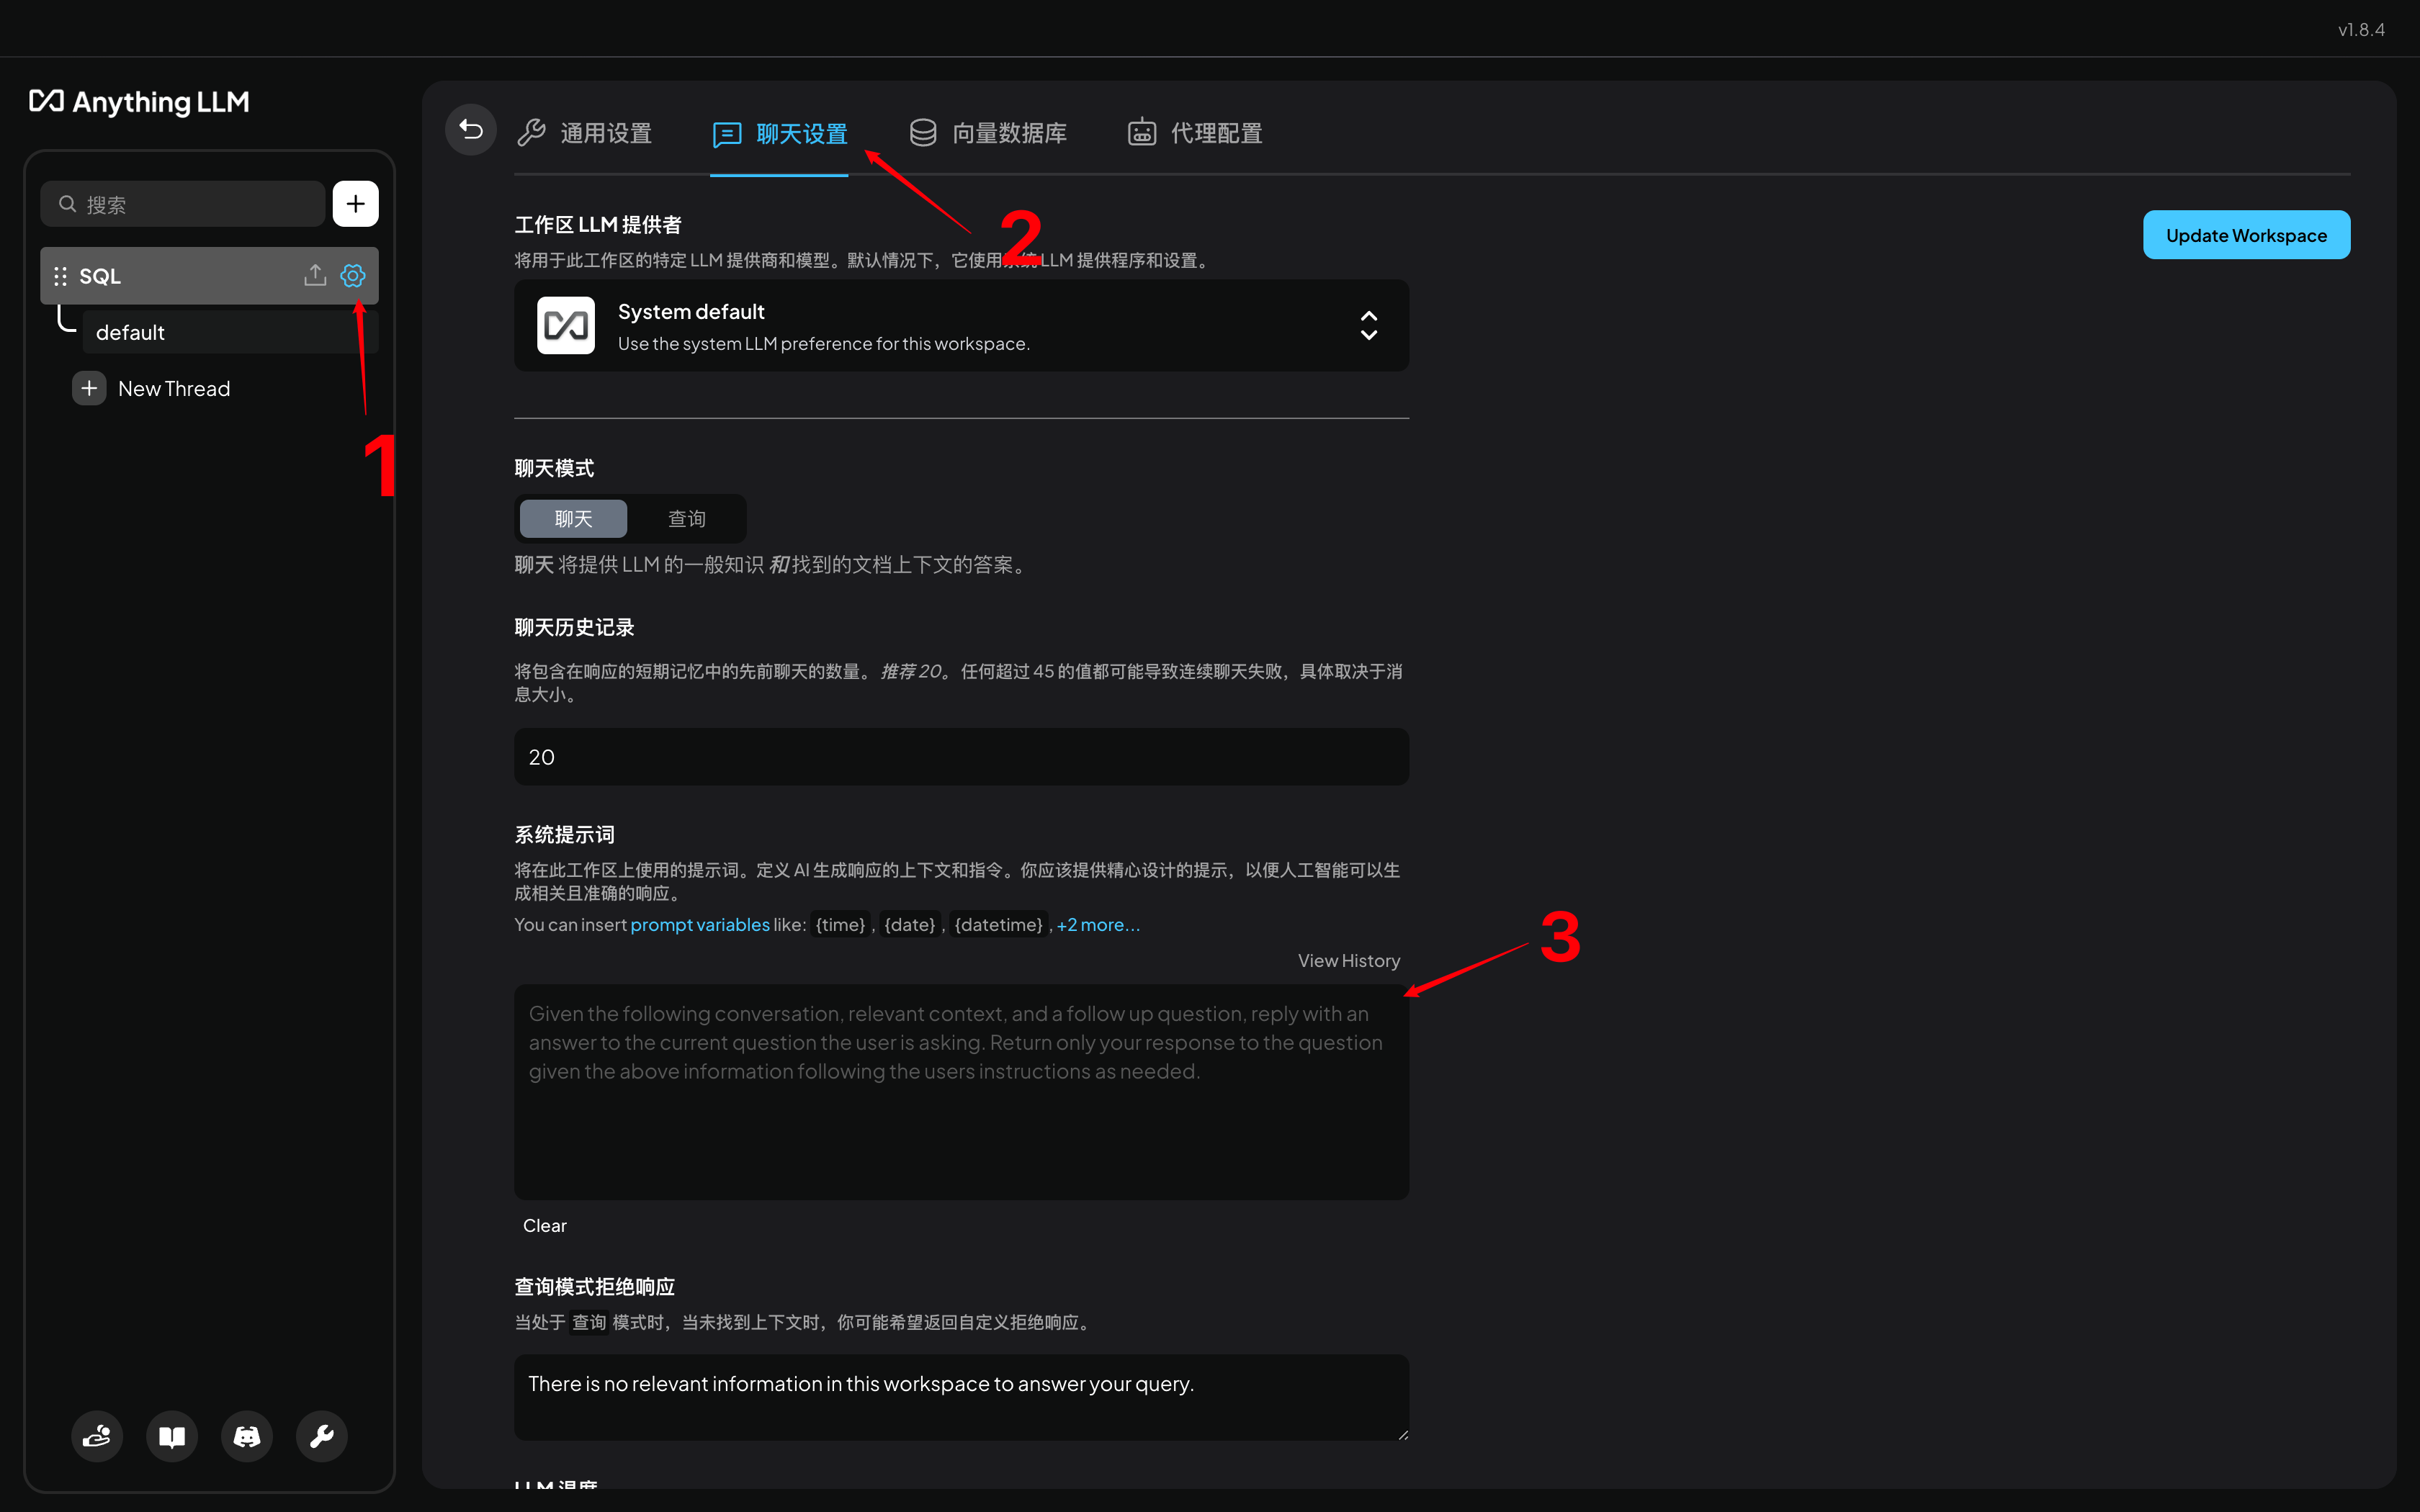 v1.8.4
Anything LLM
搜索
SQL
default
New Thread
1
通用设置
聊天设置
向量数据库
代理配置
2
工作区 LLM 提供者
将用于此工作区的特定 LLM 提供商和模型。默认情况下，它使用系统 LLM 提供程序和设置。
Update Workspace
System default
Use the system LLM preference for this workspace.
聊天模式
聊天
查询
聊天 将提供 LLM 的一般知识 和找到的文档上下文的答案。
聊天历史记录
将包含在响应的短期记忆中的先前聊天的数量。 推荐 20。 任何超过 45 的值都可能导致连续聊天失败，具体取决于消
息大小。
20
系统提示词
将在此工作区上使用的提示词。定义 AI 生成响应的上下文和指令。你应该提供精心设计的提示，以便人工智能可以生
成相关且准确的响应。
You can insert prompt variables like: {time} , {date} , {datetime} , +2 more...
3
View History
Given the following conversation, relevant context, and a follow up question, reply with an
answer to the current question the user is asking. Return only your response to the question
given the above information following the users instructions as needed.
Clear
查询模式拒绝响应
当处于 查询 模式时，当未找到上下文时，你可能希望返回自定义拒绝响应。
There is no relevant information in this workspace to answer your query.
LLM 温度